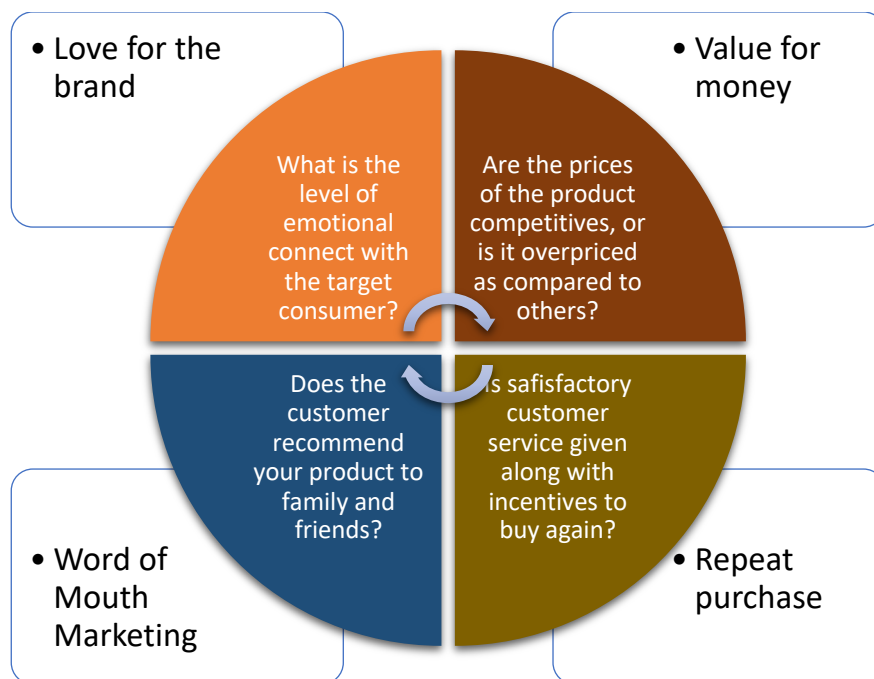 • Love for the
brand
• Value for
money
What is the
level of
emotional
connect with
the target
consumer?
Are the prices
of the product
competitives, or
is it overpriced
as compared to
others?
Does the
customer
recommend
your product to
family and
friends?
Is safisfactory
customer
service given
along with
incentives to
buy again?
• Word of
Mouth
Marketing
• Repeat
purchase